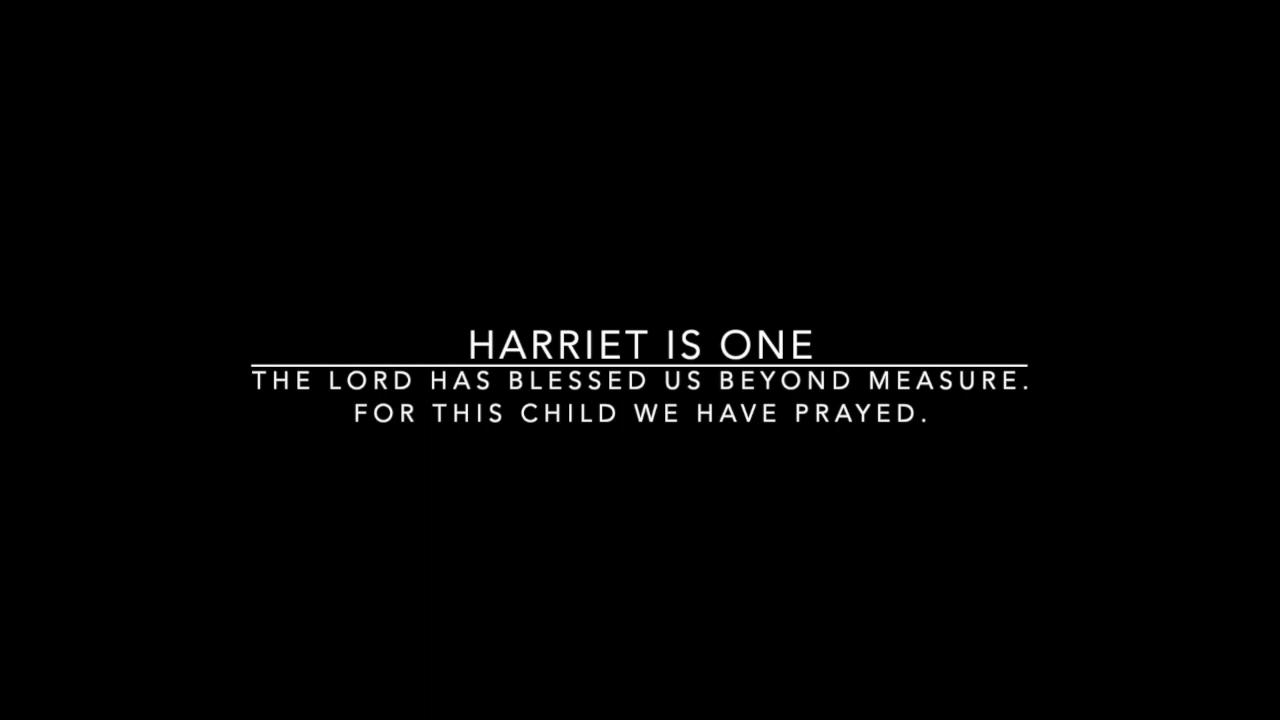 HARRIET IS ONE
THE LORD HAS BLESSED US BEYOND MEASURE.
FOR THIS CHILD WE HAVE PRAYED.